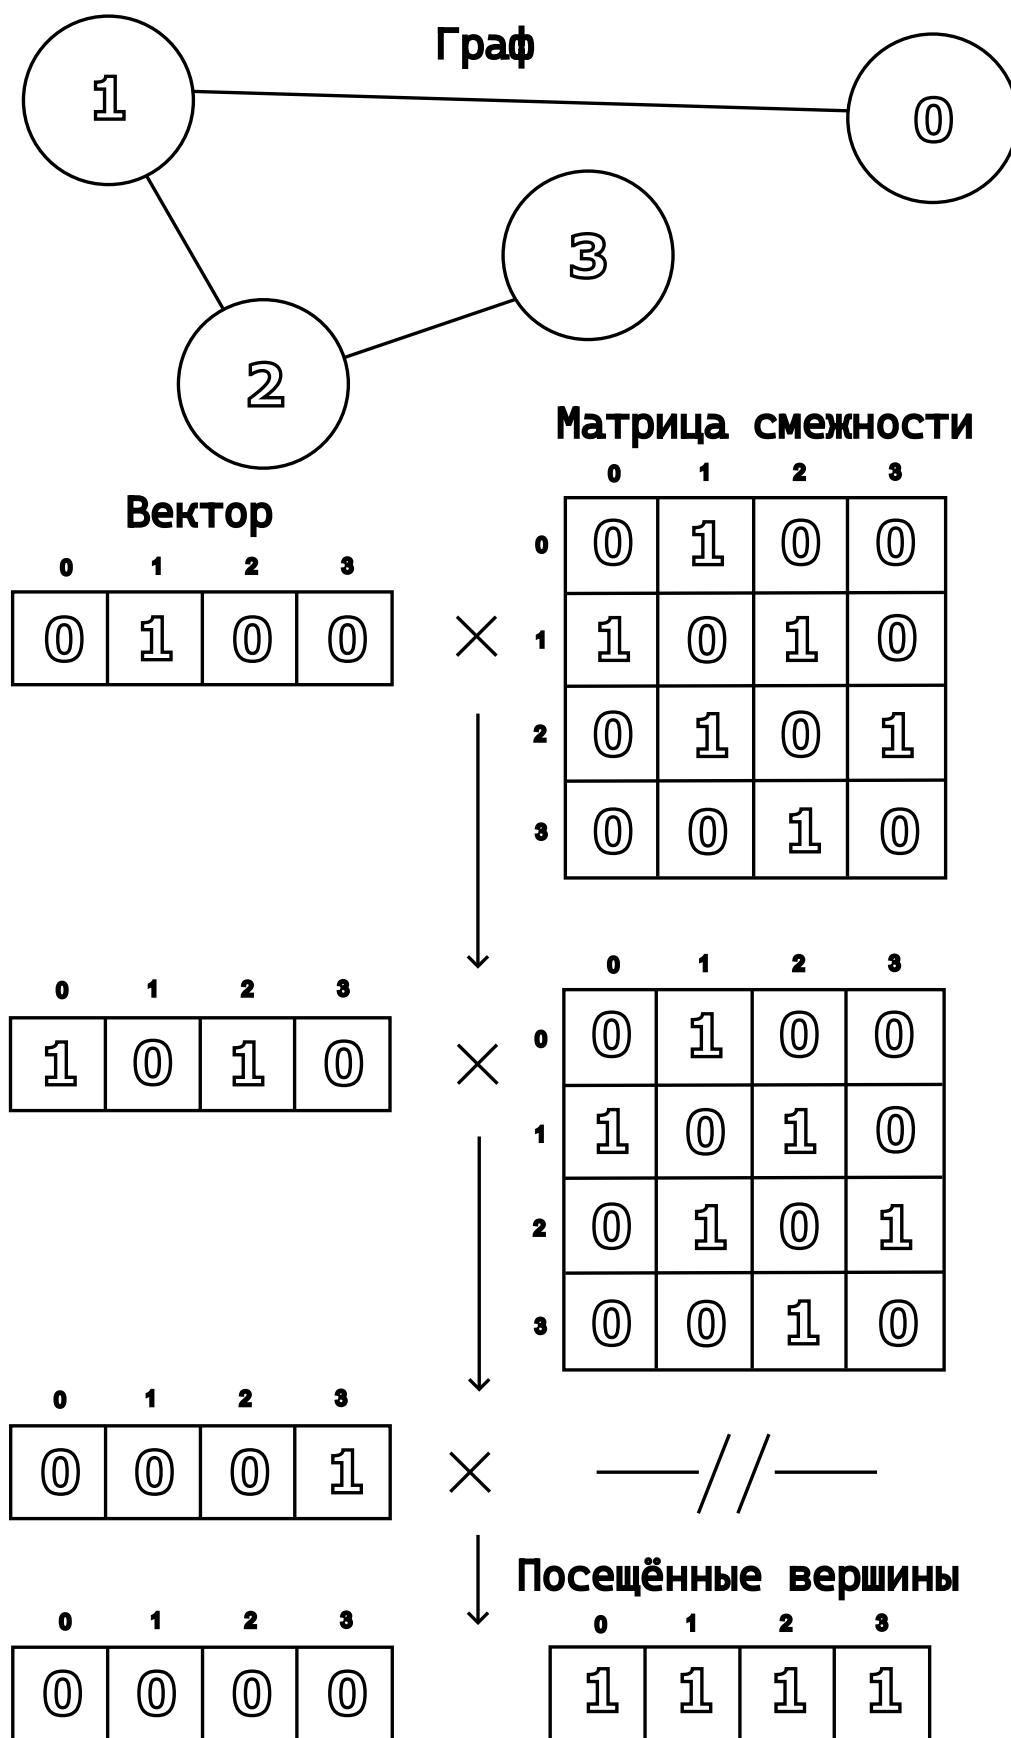 Граф
1
0
3
2
Матрица смежности
0 1 2 3
Вектор
0 1 2 3
0 0 1 0 0
0 1 0 0
1 1 0 1 0
2 0 1 0 1
3 0 0 1 0
0 1 2 3
0 1 2 3
0 0 1 0 0
1 0 1 0
1 1 0 1 0
2 0 1 0 1
3 0 0 1 0
0 1 2 3
0 0 0 1
Посещённые вершины
0 1 2 3
0 1 2 3
0 0 0 0
1 1 1 1